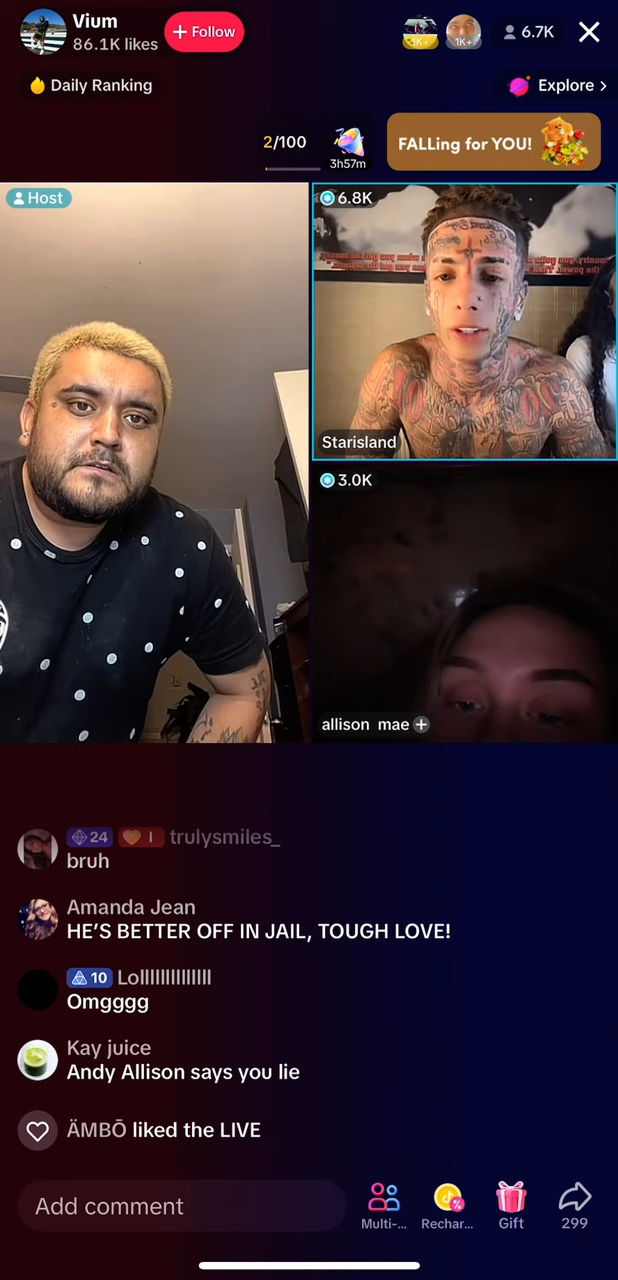 Vium
86.1K likes
+ Follow
1K+
1K+
6.7K
Daily Ranking
Explore >
2/100
3h57m
FALLing for YOU!
Host
6.8K
Starisland
3.0K
allison mae +
24
I
trulysmiles_
bruh
Amanda Jean
HE'S BETTER OFF IN JAIL, TOUGH LOVE!
10
Omgggg
Kay juice
Andy Allison says you lie
ÄMBŌ liked the LIVE
Add comment
Multi-...
Rechar...
Gift
299